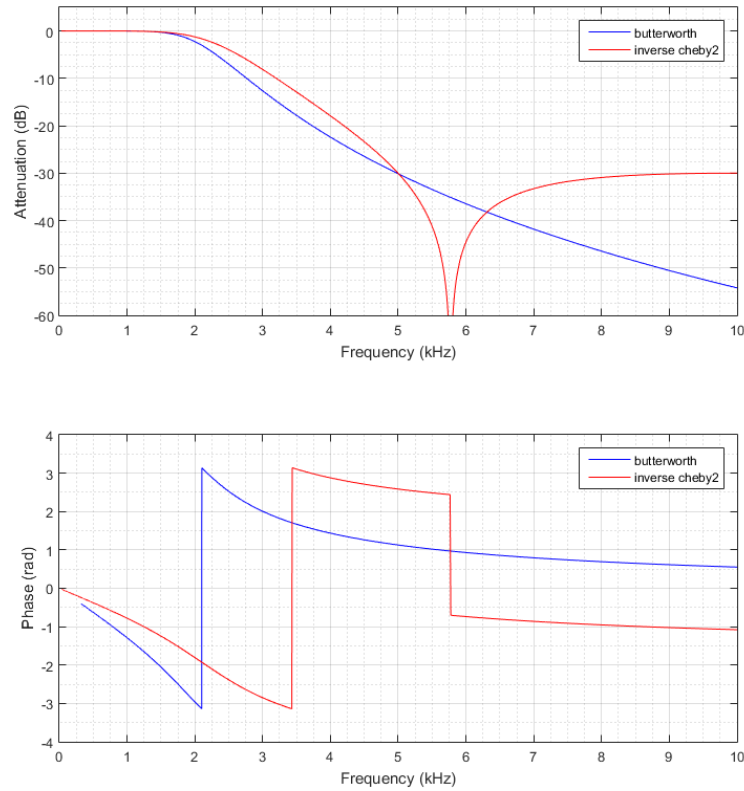 0
-10
-20
-30
-40
-50
-60
Attenuation (dB)
butterworth
inverse cheby2
0 1 2 3 4 5 6 7 8 9 10
Frequency (kHz)
4
3
2
1
0
-1
-2
-3
-4
Phase (rad)
butterworth
inverse cheby2
0 1 2 3 4 5 6 7 8 9 10
Frequency (kHz)